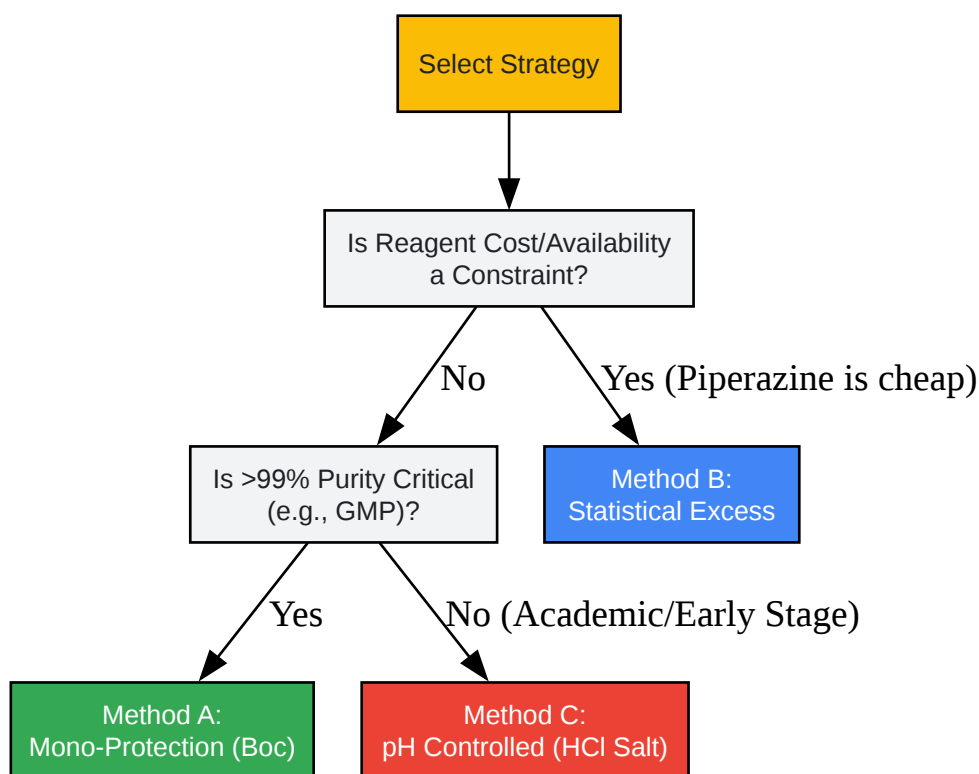 Select Strategy
Is Reagent Cost/Availability
a Constraint?
No
Yes (Piperazine is cheap)
Is >99% Purity Critical
(e.g., GMP)?
Method B:
Statistical Excess
Yes
No (Academic/Early Stage)
Method A:
Mono-Protection (Boc)
Method C:
pH Controlled (HCl Salt)